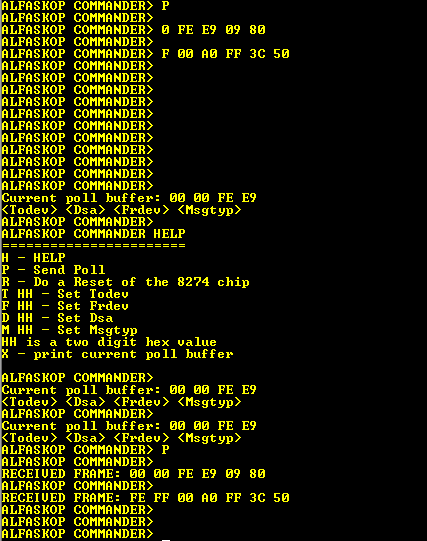 ALFASKOP COMMANDER> P
ALFASKOP COMMANDER>
ALFASKOP COMMANDER> 0 FE E9 09 80
ALFASKOP COMMANDER>
ALFASKOP COMMANDER> F 00 A0 FF 3C 50
ALFASKOP COMMANDER>
ALFASKOP COMMANDER>
ALFASKOP COMMANDER>
ALFASKOP COMMANDER>
ALFASKOP COMMANDER>
ALFASKOP COMMANDER>
ALFASKOP COMMANDER>
ALFASKOP COMMANDER>
ALFASKOP COMMANDER>
ALFASKOP COMMANDER>
ALFASKOP COMMANDER>
Current poll buffer: 00 00 FE E9
<Todev> <Dsa> <Frdev> <Msgtyp>
ALFASKOP COMMANDER>
ALFASKOP COMMANDER HELP
=======================
H - HELP
P - Send Poll
R - Do a Reset of the 8274 chip
T HH - Set Todev
F HH - Set Frdev
D HH - Set Dsa
M HH - Set Msgtyp
HH is a two digit hex value
X - print current poll buffer
ALFASKOP COMMANDER>
Current poll buffer: 00 00 FE E9
<Todev> <Dsa> <Frdev> <Msgtyp>
ALFASKOP COMMANDER>
Current poll buffer: 00 00 FE E9
<Todev> <Dsa> <Frdev> <Msgtyp>
ALFASKOP COMMANDER> P
ALFASKOP COMMANDER>
RECEIVED FRAME: 00 00 FE E9 09 80
ALFASKOP COMMANDER>
RECEIVED FRAME: FE FF 00 A0 FF 3C 50
ALFASKOP COMMANDER>
ALFASKOP COMMANDER>
ALFASKOP COMMANDER> _